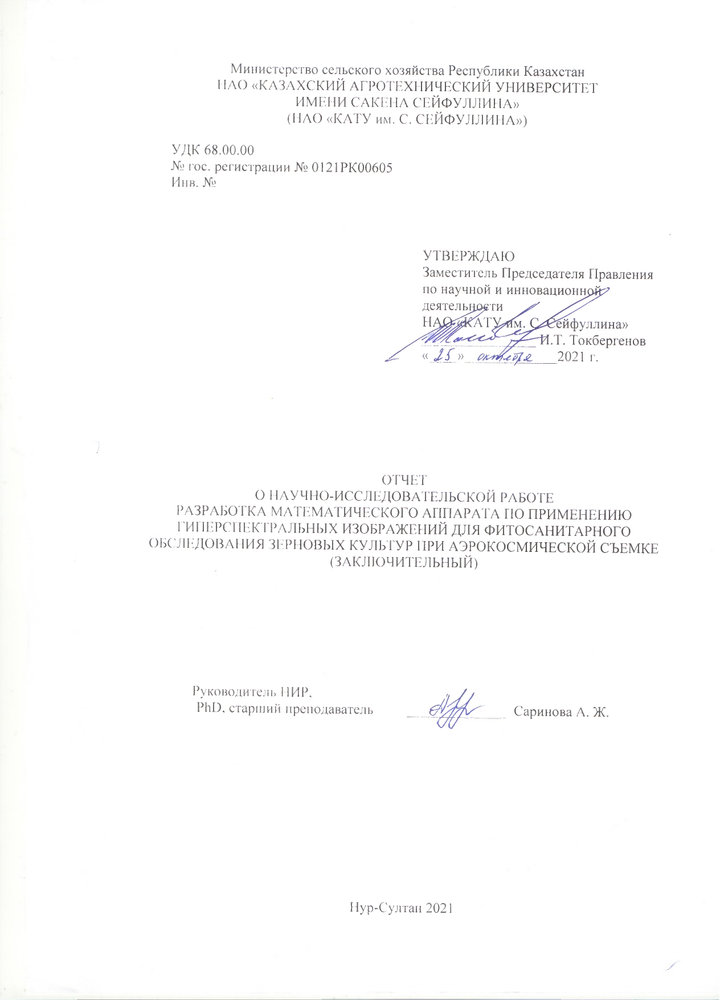 Министерство сельского хозяйства Республики Казахстан
НАО «КАЗАХСКИЙ АГРОТЕХНИЧЕСКИЙ УНИВЕРСИТЕТ
ИМЕНИ САКЕНА СЕЙФУЛЛИНА»
(НАО «КАТУ им. С. СЕЙФУЛЛИНА»)
УДК 68.00.00
№ гос. регистрации № 0121РК00605
Инв. №
УТВЕРЖДАЮ
Заместитель Председателя Правления
по научной и инновационной
деятельности
НАО «КАТУ им. С. Сейфуллина»
И.Т. Токбергенов
« 25 » октября 2021 г.
ОТЧЕТ
О НАУЧНО-ИССЛЕДОВАТЕЛЬСКОЙ РАБОТЕ
РАЗРАБОТКА МАТЕМАТИЧЕСКОГО АППАРАТА ПО ПРИМЕНЕНИЮ
ГИПЕРСПЕКТРАЛЬНЫХ ИЗОБРАЖЕНИЙ ДЛЯ ФИТОСАНИТАРНОГО
ОБСЛЕДОВАНИЯ ЗЕРНОВЫХ КУЛЬТУР ПРИ АЭРОКОСМИЧЕСКОЙ СЪЕМКЕ
(ЗАКЛЮЧИТЕЛЬНЫЙ)
Руководитель НИР,
PhD, старший преподаватель Саринова А. Ж.
Нур-Султан 2021